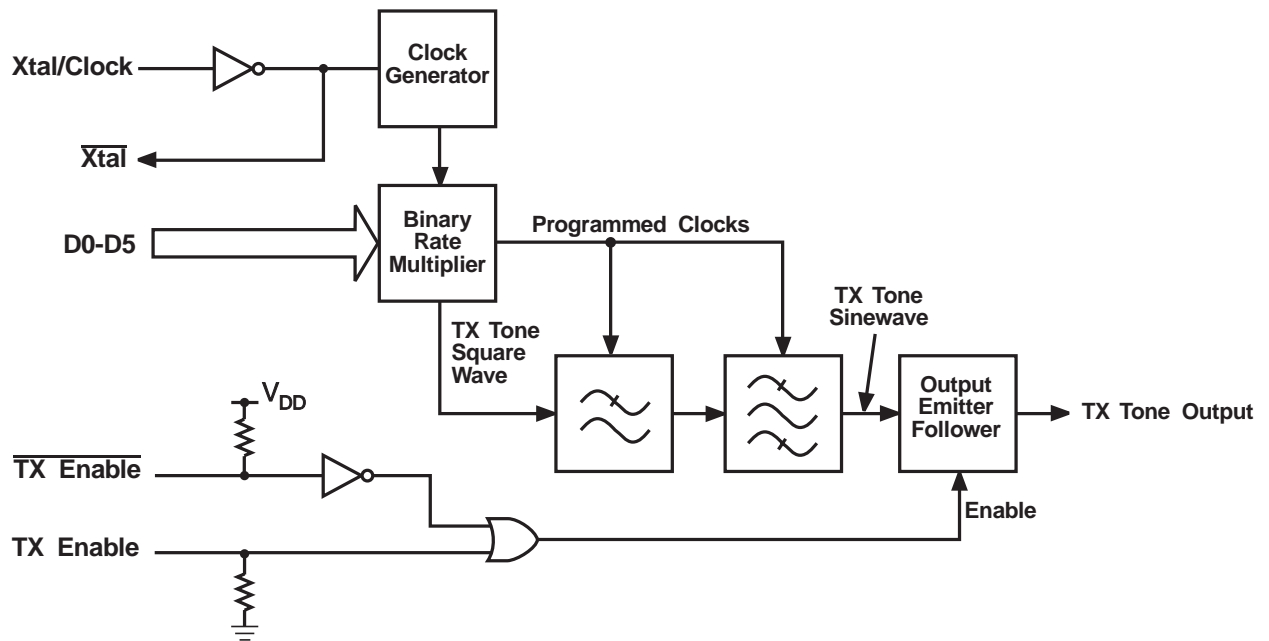 Clock
Generator
Xtal/Clock
Xtal
D0-D5
Binary
Rate
Multiplier
Programmed Clocks
TX Tone
Sinewave
TX Tone
Square
Wave
Output
Emitter
Follower
TX Tone Output
VDD
TX Enable
Enable
TX Enable